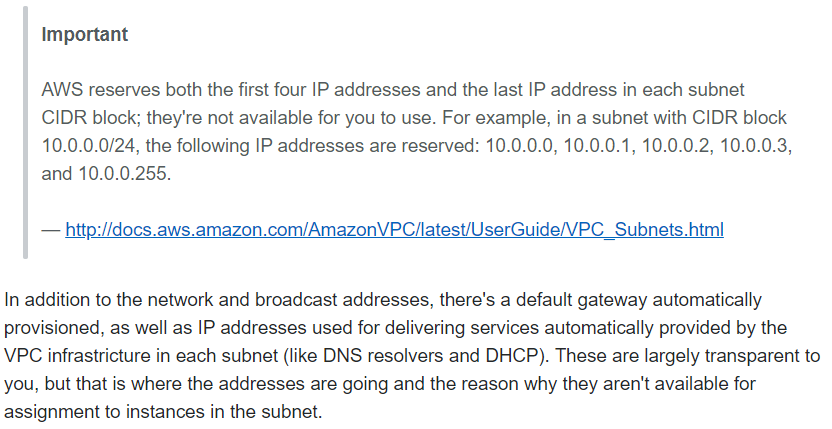 Important
AWS reserves both the first four IP addresses and the last IP address in each subnet
CIDR block; they're not available for you to use. For example, in a subnet with CIDR block
10.0.0.0/24, the following IP addresses are reserved: 10.0.0.0, 10.0.0.1, 10.0.0.2, 10.0.0.3,
and 10.0.0.255.
— http://docs.aws.amazon.com/AmazonVPC/latest/UserGuide/VPC_Subnets.html
In addition to the network and broadcast addresses, there's a default gateway automatically
provisioned, as well as IP addresses used for delivering services automatically provided by the
VPC infrastricture in each subnet (like DNS resolvers and DHCP). These are largely transparent to
you, but that is where the addresses are going and the reason why they aren't available for
assignment to instances in the subnet.